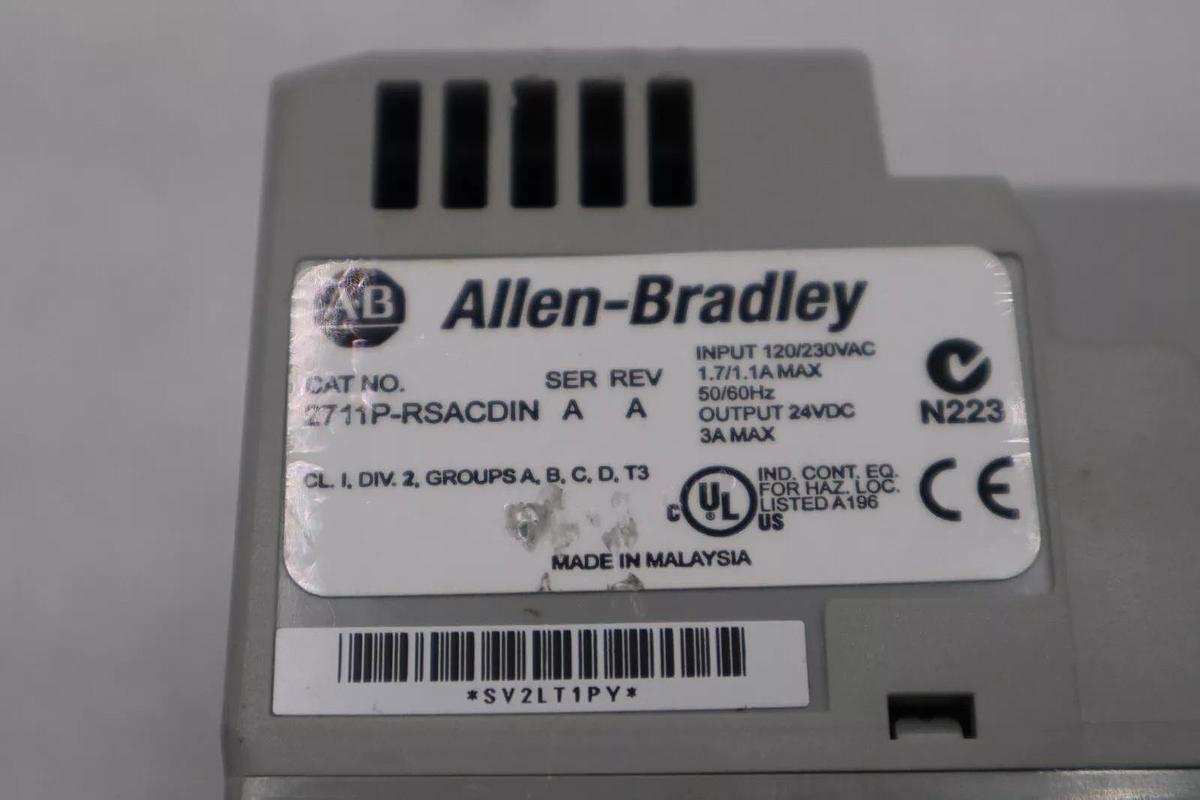 AB Allen-Bradley
CAT NO. SER REV
2711P-RSACDIN A A
INPUT 120/230VAC
1.7/1.1A MAX
50/60Hz
OUTPUT 24VDC
3A MAX
N223
CL. I, DIV. 2, GROUPS A, B, C, D, T3
C UL ® US
IND. CONT. EQ.
FOR HAZ. LOC.
LISTED A196
CE
MADE IN MALAYSIA
*SV2LT1PY*